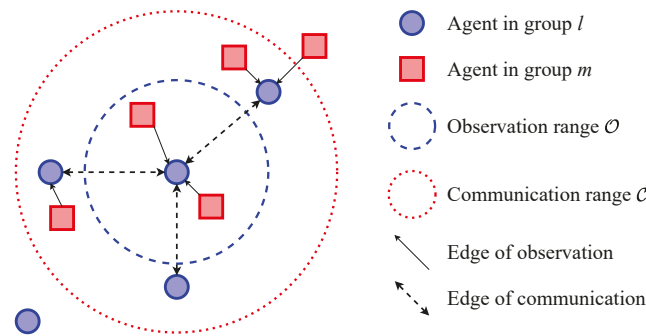 Agent in group l
Agent in group m
Observation range 𝒪
Communication range 𝒞
Edge of observation
Edge of communication